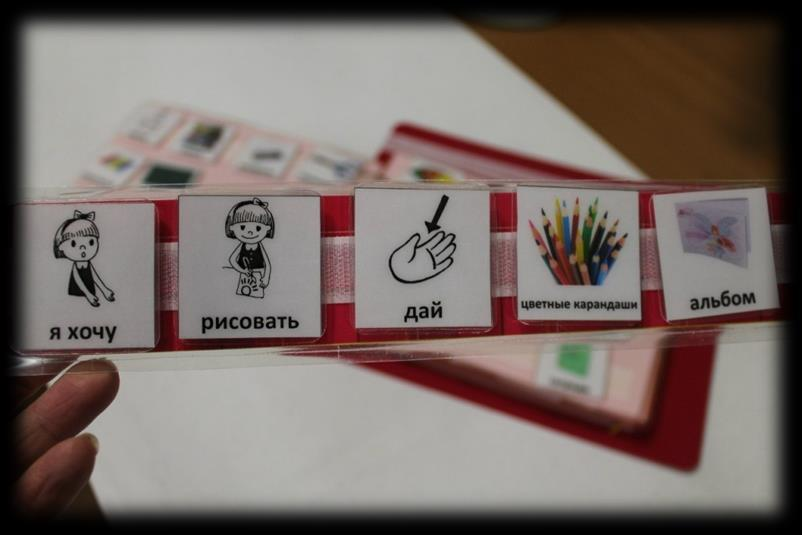 я хочу
рисовать
дай
цветные карандаши
альбом